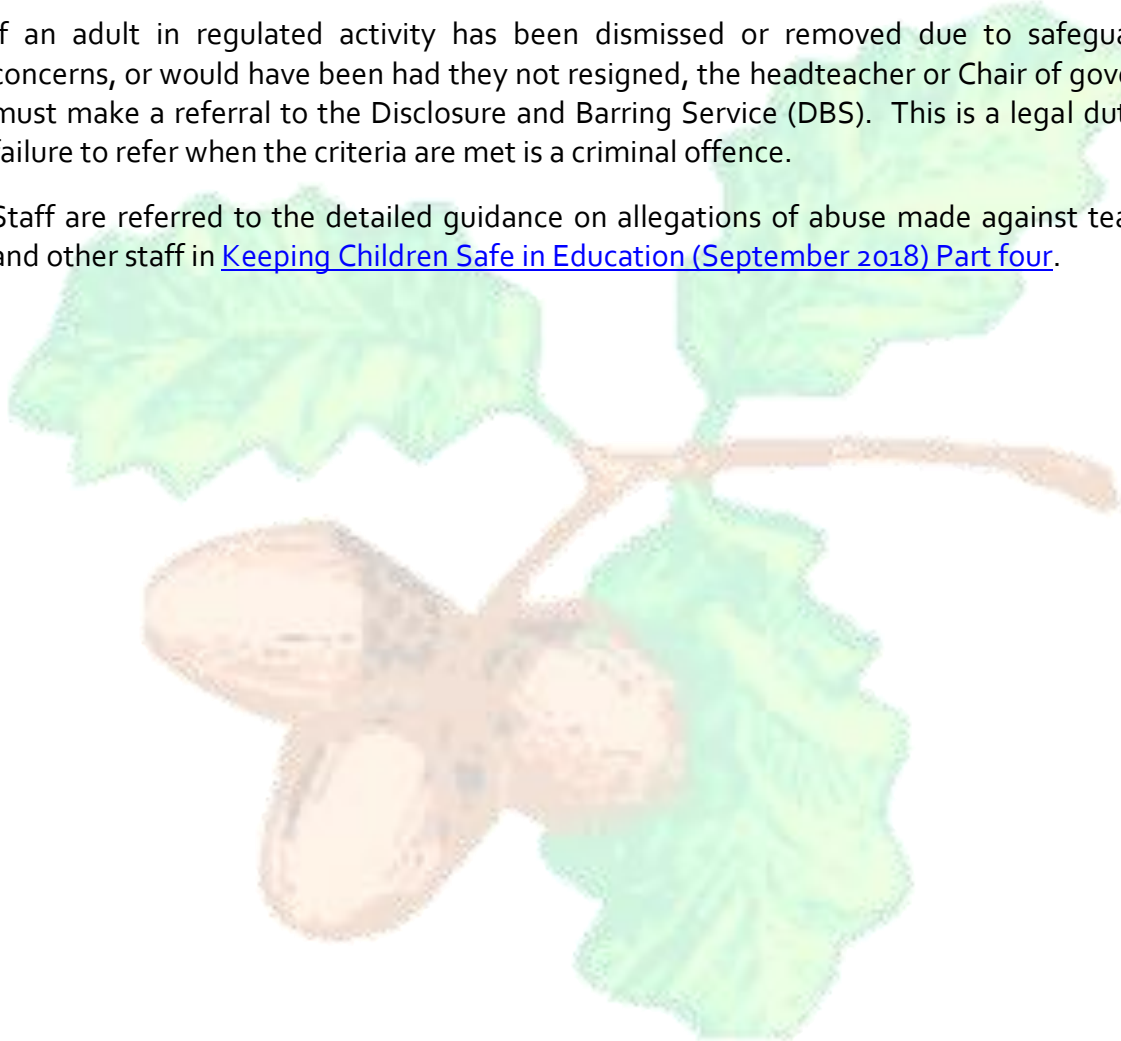 If an adult in regulated activity has been dismissed or removed due to safegua
concerns, or would have been had they not resigned, the headteacher or Chair of gove
must make a referral to the Disclosure and Barring Service (DBS). This is a legal dut
failure to refer when the criteria are met is a criminal offence.
Staff are referred to the detailed guidance on allegations of abuse made against tea
and other staff in Keeping Children Safe in Education (September 2018) Part four.